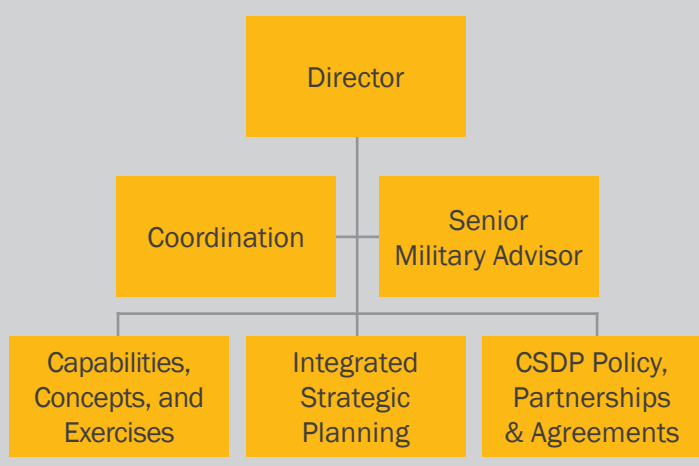 Director
Coordination
Senior
Military Advisor
Capabilities,
Concepts, and
Exercises
Integrated
Strategic
Planning
CSDP Policy,
Partnerships
& Agreements